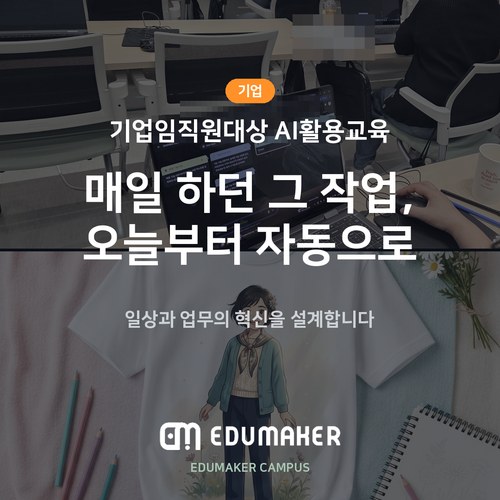 기업
기업임직원대상 AI활용교육
매일 하던 그 작업,
오늘부터 자동으로
일상과 업무의 혁신을 설계합니다
EDUMAKER
EDUMAKER CAMPUS